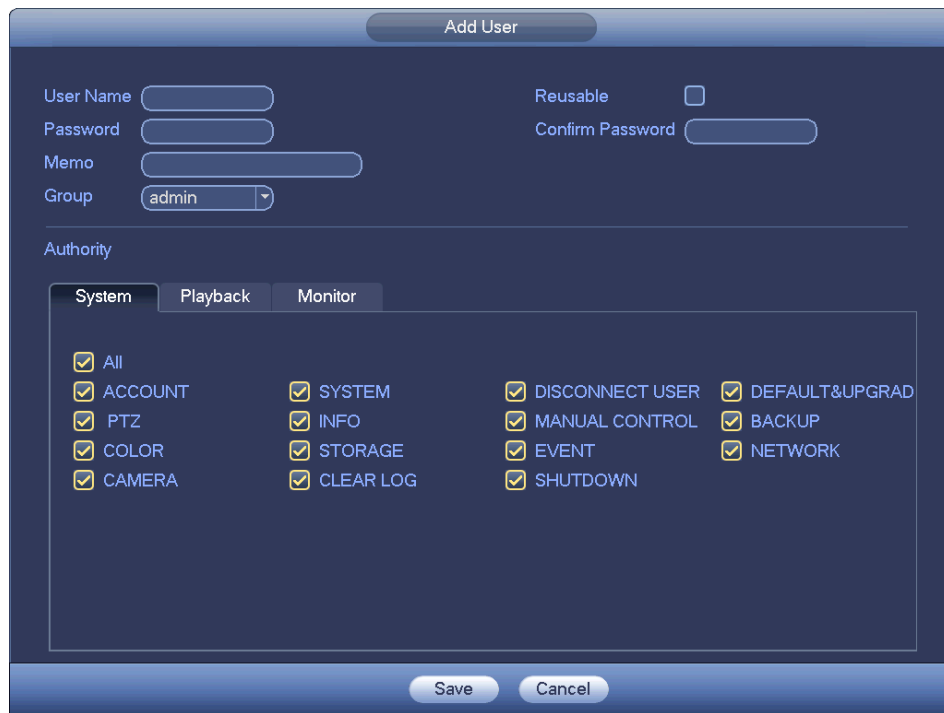 Add User
User Name Reusable
Password Confirm Password
Memo
Group admin
Authority
System Playback Monitor
All
ACCOUNT SYSTEM DISCONNECT USER DEFAULT&UPGRAD
PTZ INFO MANUAL CONTROL BACKUP
COLOR STORAGE EVENT NETWORK
CAMERA CLEAR LOG SHUTDOWN
Save Cancel